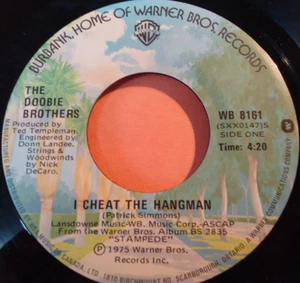 BURBANK, HOME OF WARNER BROS. RECORDS
THE
DOOBIE
BROTHERS
Produced by
Ted Templeman.
Engineered by
Donn Landee.
Strings &
Woodwinds
by Nick
DeCaro.
WB 8161
(SXX0147)S
SIDE ONE
Time: 4:20
I CHEAT THE HANGMAN
(Patrick Simmons)
Lansdowne Music-WB. Music Corp.-ASCAP
From the Warner Bros. Album BS 2835
"STAMPEDE"
℗ 1975 Warner Bros.
Records Inc.